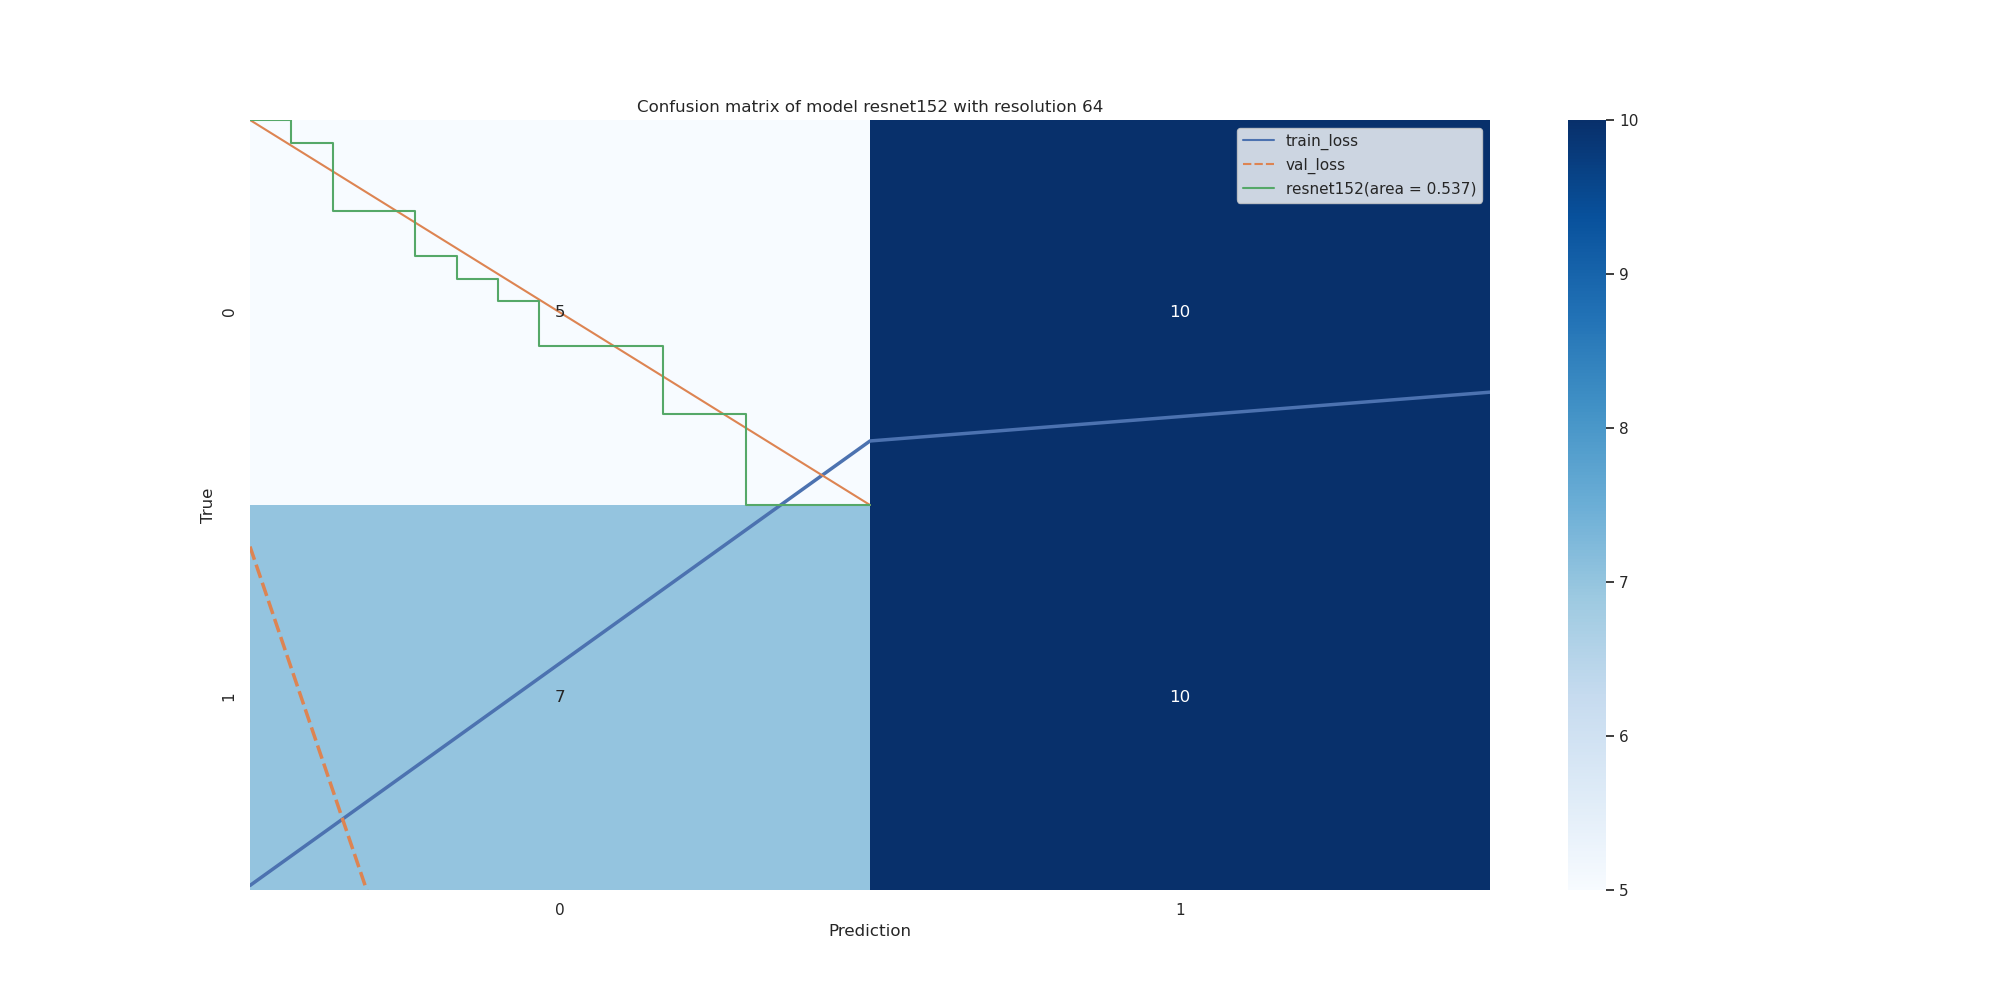 Confusion matrix of model resnet152 with resolution 64
train_loss
val_loss
resnet152(area = 0.537)
10
9
8
7
6
5
True
0
1
5
10
7
10
0
1
Prediction